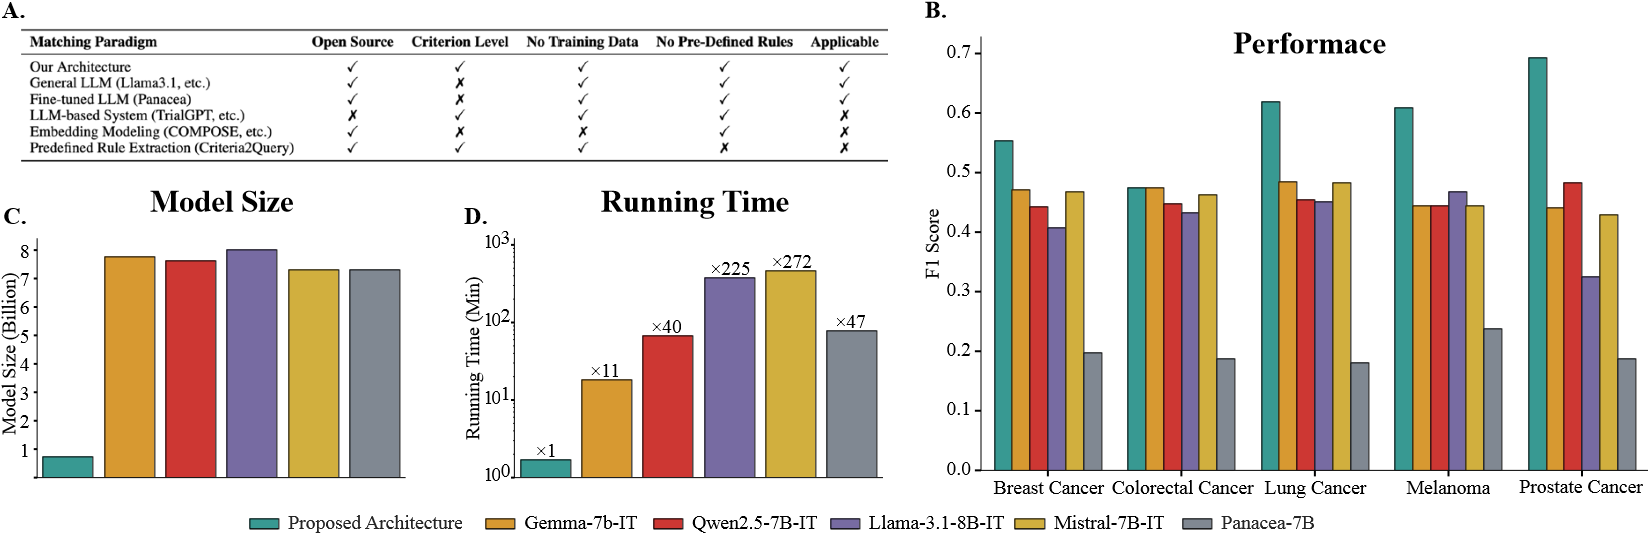 A.
Matching Paradigm Open Source Criterion Level No Training Data No Pre-Defined Rules Applicable
Our Architecture ✓ ✓ ✓ ✓ ✓
General LLM (Llama3.1, etc.) ✓ ✗ ✓ ✓ ✓
Fine-tuned LLM (Panacea) ✓ ✗ ✓ ✓ ✓
LLM-based System (TrialGPT, etc.) ✗ ✓ ✓ ✓ ✗
Embedding Modeling (COMPOSE, etc.) ✓ ✗ ✗ ✓ ✗
Predefined Rule Extraction (Criteria2Query) ✓ ✓ ✓ ✗ ✗
B.
Performace
F1 Score
0.7
0.6
0.5
0.4
0.3
0.2
0.1
0.0
Breast Cancer Colorectal Cancer Lung Cancer Melanoma Prostate Cancer
C.
Model Size
Model Size (Billion)
8
7
6
5
4
3
2
1
D.
Running Time
Running Time (Min)
10³
10²
10¹
10⁰
×1 ×11 ×40 ×225 ×272 ×47
Proposed Architecture Gemma-7b-IT Qwen2.5-7B-IT Llama-3.1-8B-IT Mistral-7B-IT Panacea-7B